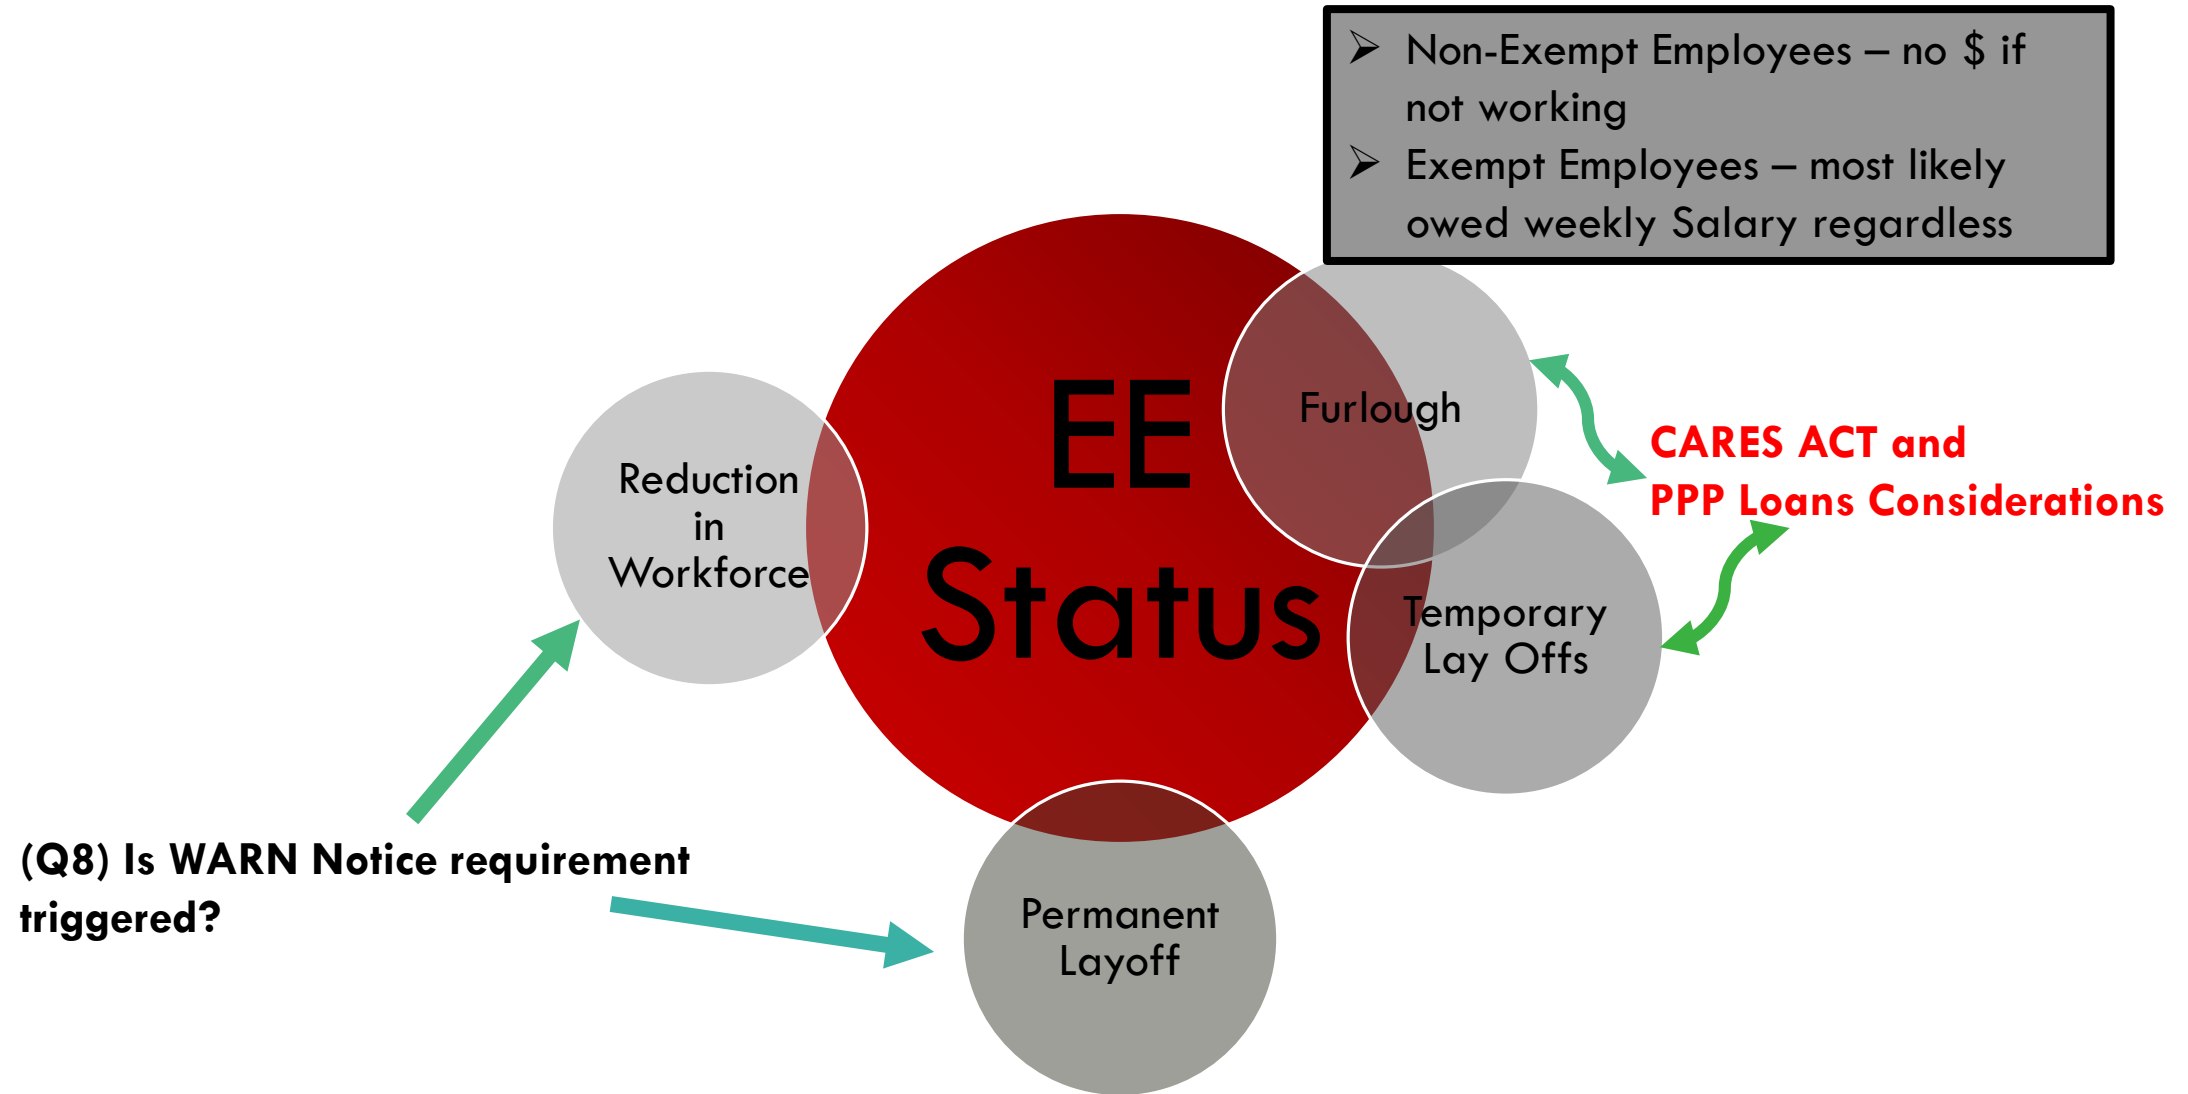 ➢ Non-Exempt Employees – no $ if
not working
➢ Exempt Employees – most likely
owed weekly Salary regardless
EE
Status
Furlough
CARES ACT and
PPP Loans Considerations
Reduction
in
Workforce
Temporary
Lay Offs
(Q8) Is WARN Notice requirement
triggered?
Permanent
Layoff